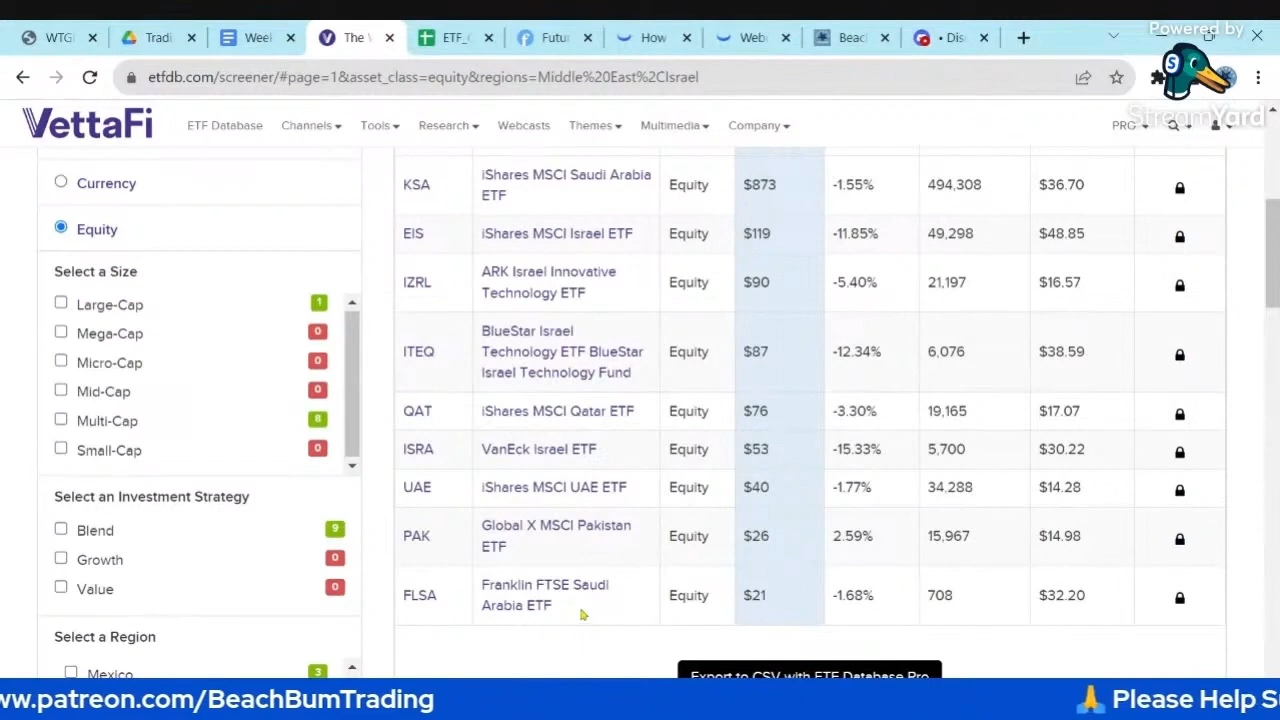 Powered by
WTG
Tradi
Week
The W
ETF_
Futur
How
Web
Beac
• Dis
etfdb.com/screener/#page=1&asset_class=equity&regions=Middle%20East%2CIsrael
StreamYard
VettaFi ETF Database Channels Tools Research Webcasts Themes Multimedia Company PRO
Currency
Equity
Select a Size
Large-Cap 1
Mega-Cap 0
Micro-Cap 0
Mid-Cap 0
Multi-Cap 8
Small-Cap 0
Select an Investment Strategy
Blend 9
Growth 0
Value 0
Select a Region
Mexico 3
KSA iShares MSCI Saudi Arabia Equity $873 -1.55% 494,308 $36.70
ETF
EIS iShares MSCI Israel ETF Equity $119 -11.85% 49,298 $48.85
IZRL ARK Israel Innovative Equity $90 -5.40% 21,197 $16.57
Technology ETF
BlueStar Israel
ITEQ Technology ETF BlueStar Equity $87 -12.34% 6,076 $38.59
Israel Technology Fund
QAT iShares MSCI Qatar ETF Equity $76 -3.30% 19,165 $17.07
ISRA VanEck Israel ETF Equity $53 -15.33% 5,700 $30.22
UAE iShares MSCI UAE ETF Equity $40 -1.77% 34,288 $14.28
PAK Global X MSCI Pakistan Equity $26 2.59% 15,967 $14.98
ETF
FLSA Franklin FTSE Saudi Equity $21 -1.68% 708 $32.20
Arabia ETF
Export to CSV with ETF Database Pro
ww.patreon.com/BeachBumTrading
🙏 Please Help S